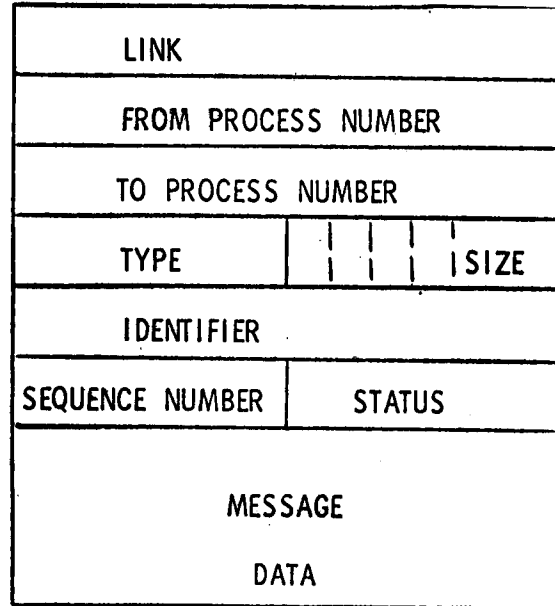 LINK
FROM PROCESS NUMBER
TO PROCESS NUMBER
TYPE SIZE
IDENTIFIER
SEQUENCE NUMBER STATUS
MESSAGE
DATA